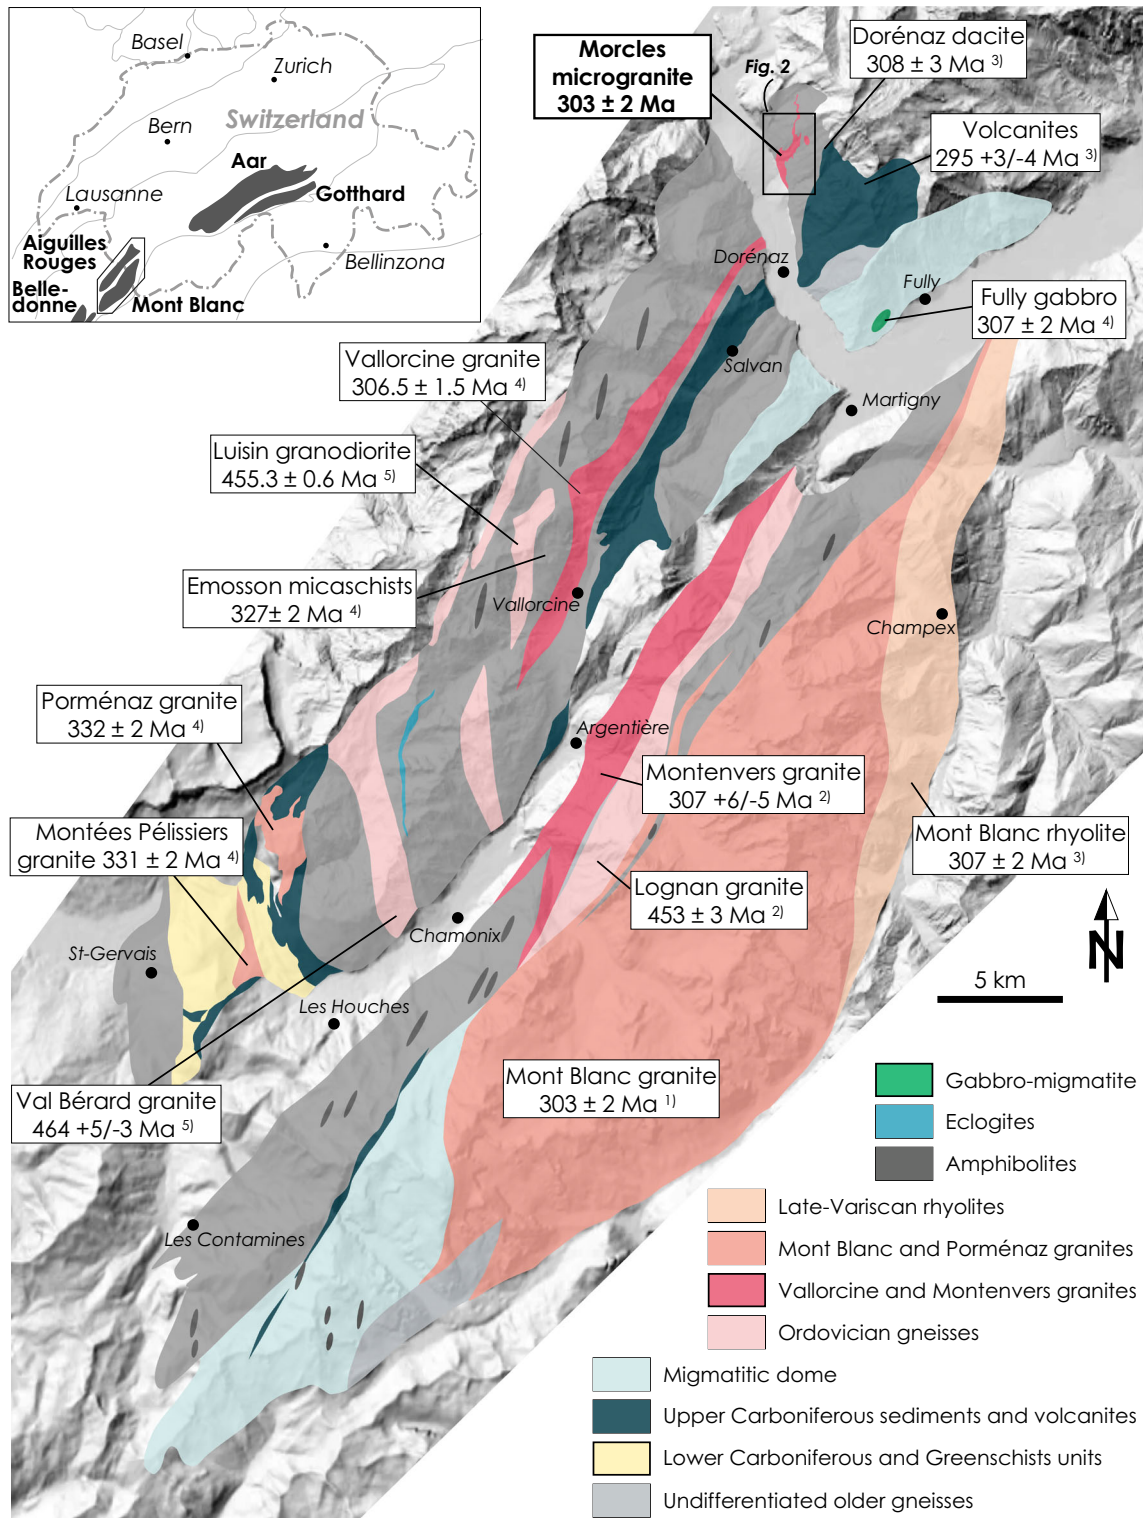 Basel
Zurich
Switzerland
Bern
Aar
Gotthard
Lausanne
Aiguilles
Rouges
Belle-
donne
Mont Blanc
Bellinzona
Morcles
microgranite
303 ± 2 Ma
Fig. 2
Dorénaz dacite
308 ± 3 Ma 3)
Volcanites
295 +3/-4 Ma 3)
Dorénaz
Fully
Fully gabbro
307 ± 2 Ma 4)
Vallorcine granite
306.5 ± 1.5 Ma 4)
Salvan
Martigny
Luisin granodiorite
455.3 ± 0.6 Ma 5)
Emosson micaschists
327± 2 Ma 4)
Vallorcine
Champex
Porménaz granite
332 ± 2 Ma 4)
Argentière
Montenvers granite
307 +6/-5 Ma 2)
Montées Pélissiers
granite 331 ± 2 Ma 4)
Mont Blanc rhyolite
307 ± 2 Ma 3)
Lognan granite
453 ± 3 Ma 2)
Chamonix
St-Gervais
N
5 km
Les Houches
Val Bérard granite
464 +5/-3 Ma 5)
Mont Blanc granite
303 ± 2 Ma 1)
Les Contamines
Gabbro-migmatite
Eclogites
Amphibolites
Late-Variscan rhyolites
Mont Blanc and Porménaz granites
Vallorcine and Montenvers granites
Ordovician gneisses
Migmatitic dome
Upper Carboniferous sediments and volcanites
Lower Carboniferous and Greenschists units
Undifferentiated older gneisses